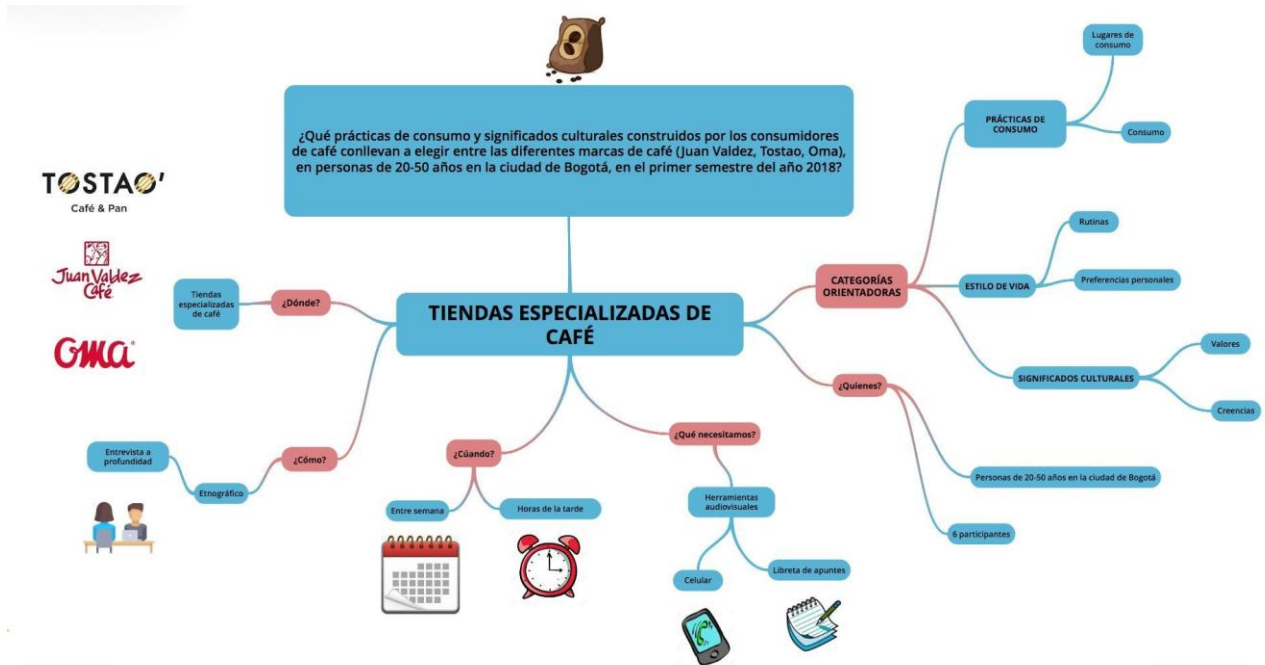 ¿Qué prácticas de consumo y significados culturales construidos por los consumidores
de café conllevan a elegir entre las diferentes marcas de café (Juan Valdez, Tostao, Oma),
en personas de 20-50 años en la ciudad de Bogotá, en el primer semestre del año 2018?
TOSTAO'
Café & Pan
Juan Valdez
Café
oma
Tiendas
especializadas
de café
¿Dónde?
TIENDAS ESPECIALIZADAS DE
CAFÉ
CATEGORÍAS
ORIENTADORAS
PRÁCTICAS DE
CONSUMO
Lugares de
consumo
Consumo
ESTILO DE VIDA
Rutinas
Preferencias personales
SIGNIFICADOS CULTURALES
Valores
Creencias
¿Quienes?
Personas de 20-50 años en la ciudad de Bogotá
6 participantes
¿Cómo?
Etnográfico
Entrevista a
profundidad
¿Cúando?
Entre semana
Horas de la tarde
¿Qué necesitamos?
Herramientas
audiovisuales
Celular
Libreta de apuntes